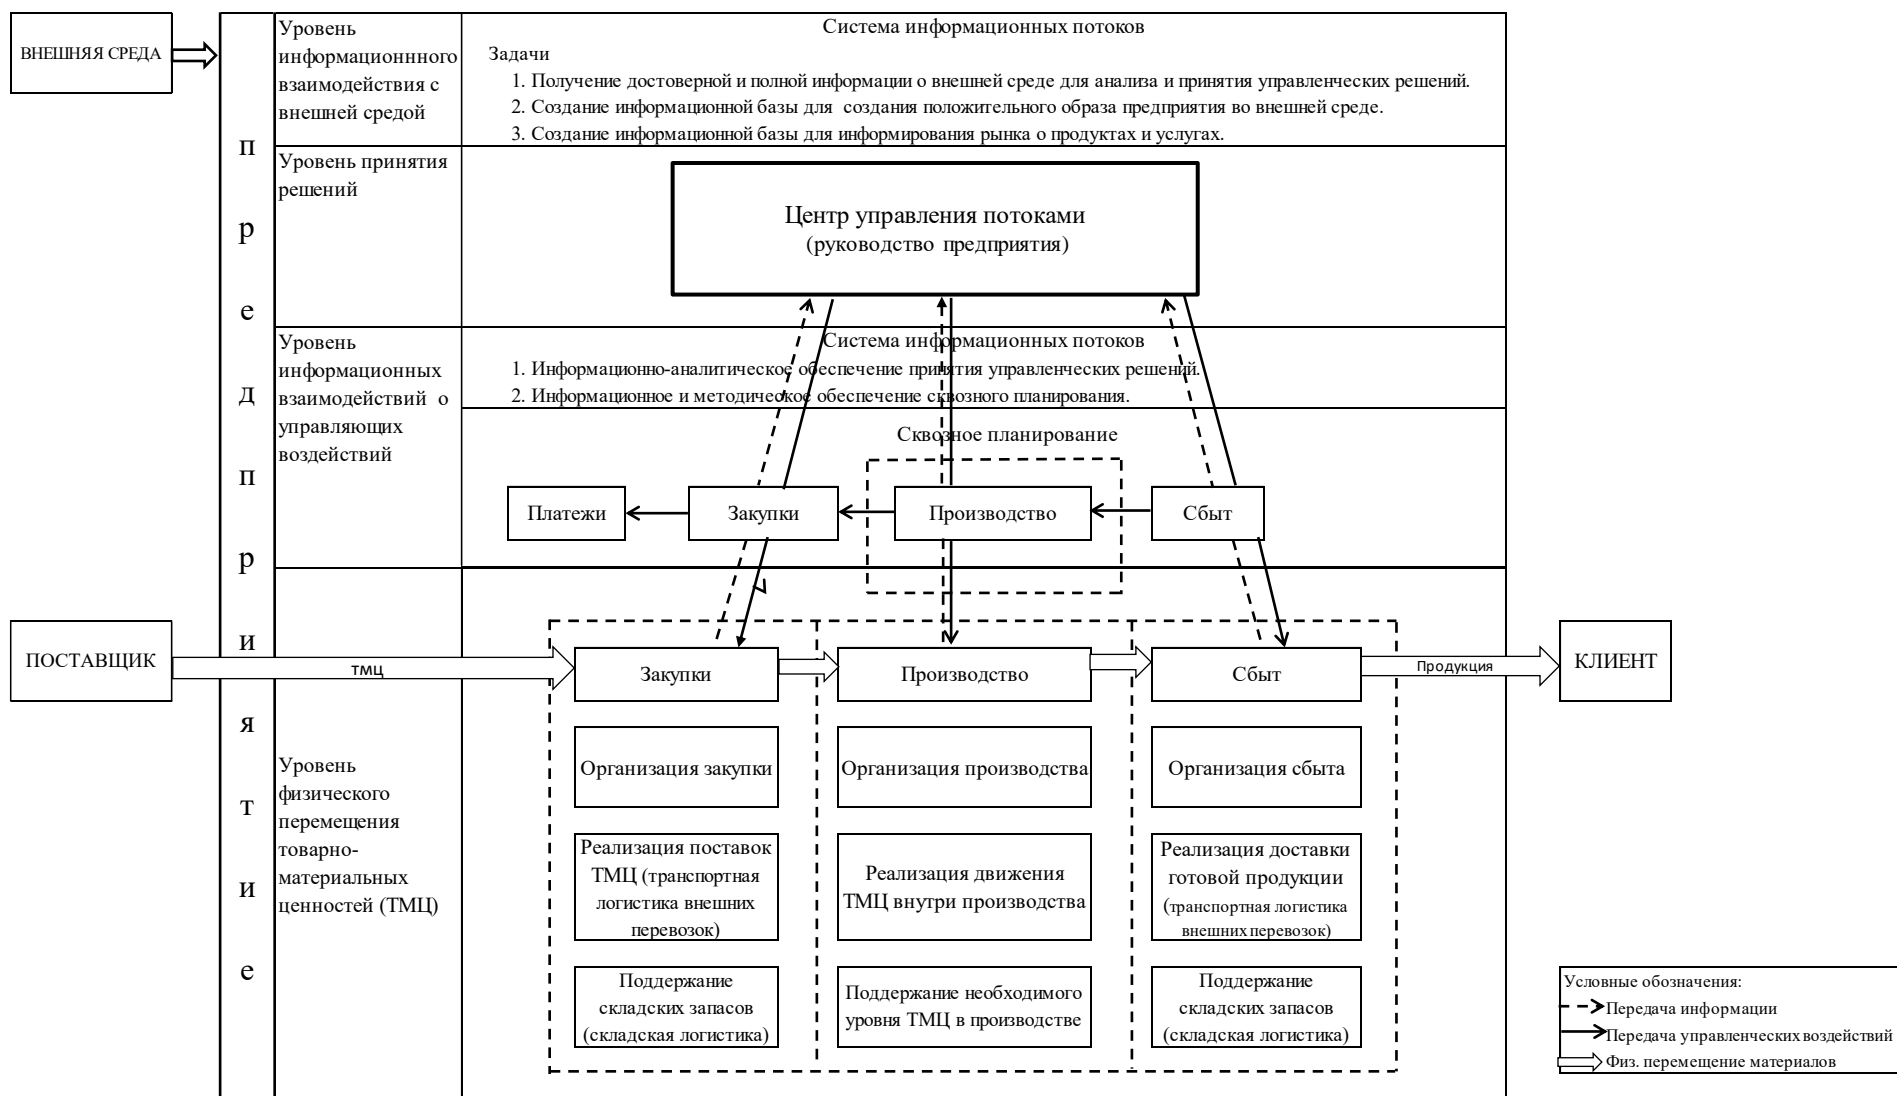 ВНЕШНЯЯ СРЕДА
п
р
е
д
п
р
и
я
т
и
е
Уровень
информационнного
взаимодействия с
внешней средой
Система информационных потоков
Задачи
1. Получение достоверной и полной информации о внешней среде для анализа и принятия управленческих решений.
2. Создание информационной базы для создания положительного образа предприятия во внешней среде.
3. Создание информационной базы для информирования рынка о продуктах и услугах.
Уровень принятия
решений
Центр управления потоками
(руководство предприятия)
Уровень
информационных
взаимодействий о
управляющих
воздействий
Система информационных потоков
1. Информационно-аналитическое обеспечение принятия управленческих решений.
2. Информационное и методическое обеспечение сквозного планирования.
Сквозное планирование
Платежи
Закупки
Производство
Сбыт
ПОСТАВЩИК
ТМЦ
Закупки
Производство
Сбыт
Продукция
КЛИЕНТ
Уровень
физического
перемещения
товарно-
материальных
ценностей (ТМЦ)
Организация закупки
Организация производства
Организация сбыта
Реализация поставок
ТМЦ (транспортная
логистика внешних
перевозок)
Реализация движения
ТМЦ внутри производства
Реализация доставки
готовой продукции
(транспортная логистика
внешних перевозок)
Поддержание
складских запасов
(складская логистика)
Поддержание необходимого
уровня ТМЦ в производстве
Поддержание
складских запасов
(складская логистика)
Условные обозначения:
Передача информации
Передача управленческих воздействий
Физ. перемещение материалов